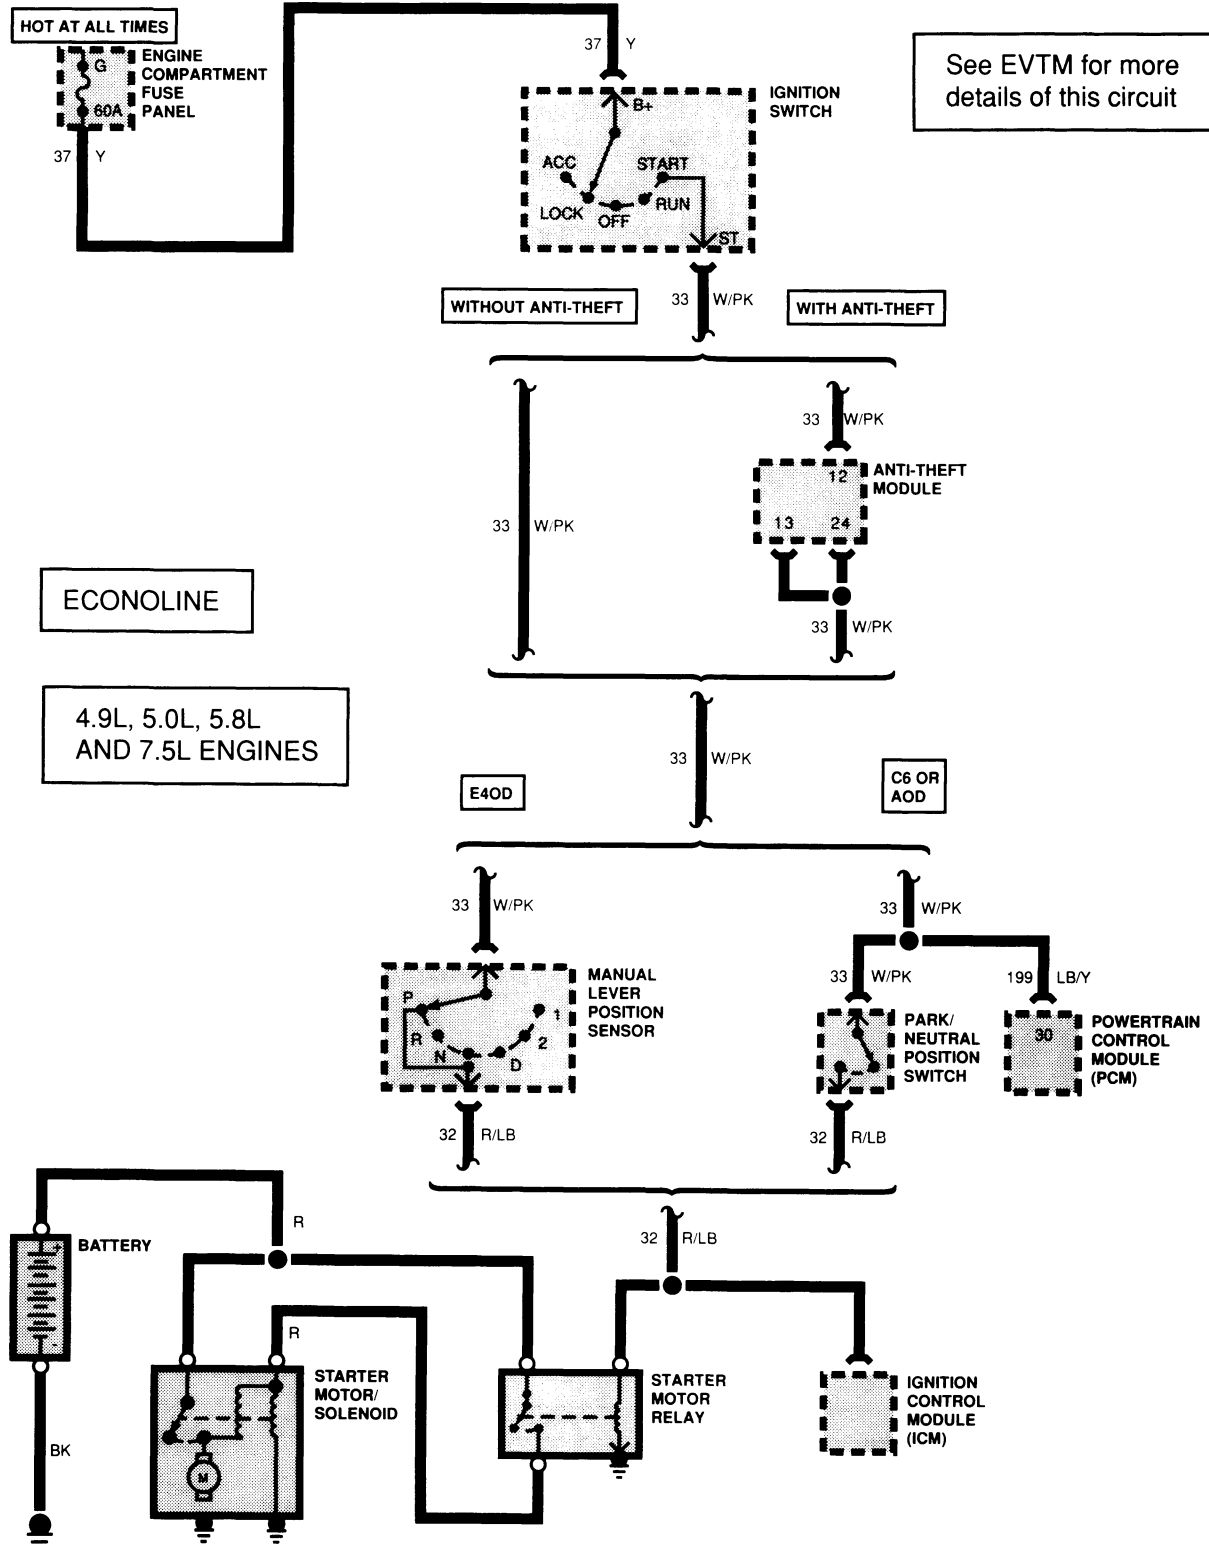 HOT AT ALL TIMES
G
60A
ENGINE
COMPARTMENT
FUSE
PANEL
37 Y
37 Y
B+
ACC
START
LOCK
OFF
RUN
ST
IGNITION
SWITCH
See EVTM for more
details of this circuit
WITHOUT ANTI-THEFT
33 W/PK
WITH ANTI-THEFT
33 W/PK
12
13 24
ANTI-THEFT
MODULE
33 W/PK
33 W/PK
ECONOLINE
4.9L, 5.0L, 5.8L
AND 7.5L ENGINES
33 W/PK
E4OD
C6 OR
AOD
33 W/PK
33 W/PK
P
R
N
D
2
1
MANUAL
LEVER
POSITION
SENSOR
33 W/PK
199 LB/Y
PARK/
NEUTRAL
POSITION
SWITCH
30
POWERTRAIN
CONTROL
MODULE
(PCM)
32 R/LB
32 R/LB
R
32 R/LB
BATTERY
+
-
BK
R
M
STARTER
MOTOR/
SOLENOID
STARTER
MOTOR
RELAY
IGNITION
CONTROL
MODULE
(ICM)